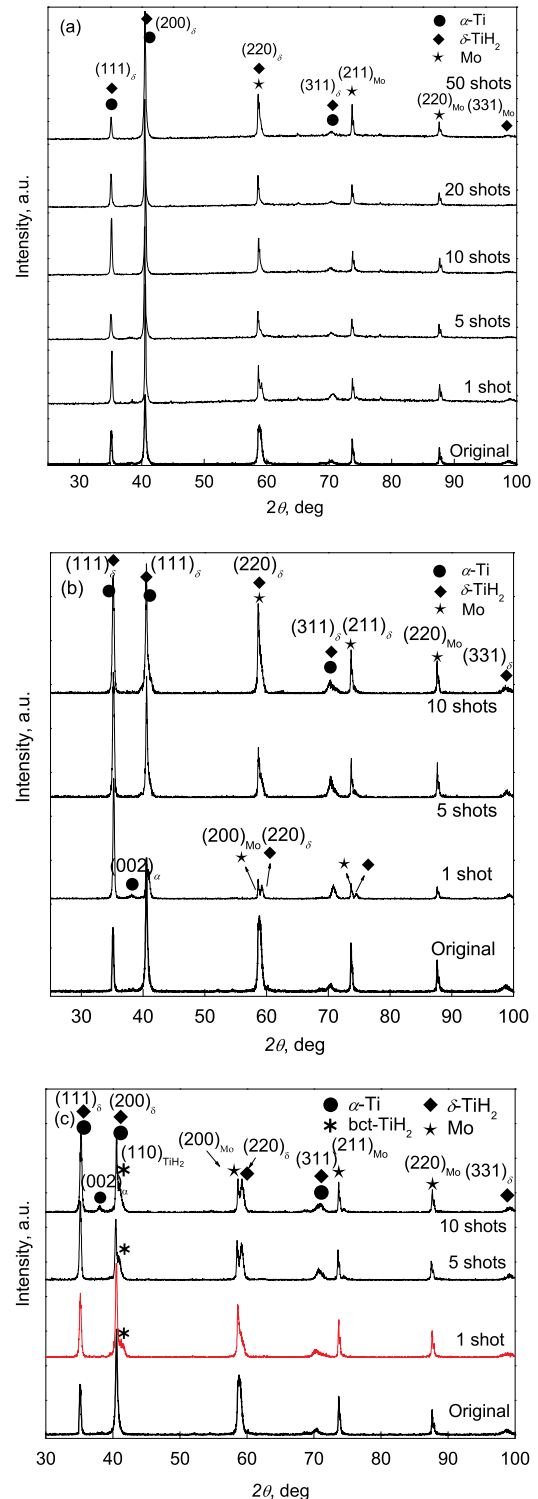 (a)
● α-Ti
◆ δ-TiH2
★ Mo
(200)δ
(111)δ
(220)δ
(311)δ
(211)Mo
50 shots
(220)Mo (331)Mo
20 shots
10 shots
5 shots
1 shot
Original
Intensity, a.u.
30 40 50 60 70 80 90 100
2θ, deg
(b)
(111)δ
(111)δ
(220)δ
● α-Ti
◆ δ-TiH2
★ Mo
(311)δ (211)δ
(220)Mo
(331)δ
10 shots
5 shots
(200)Mo (220)δ
(002)α
1 shot
Original
Intensity, a.u.
30 40 50 60 70 80 90 100
2θ, deg
(c)
(111)δ
(200)δ
● α-Ti
◆ δ-TiH2
* bct-TiH2
★ Mo
(110)TiH2
(200)Mo
(220)δ
(311)
(211)Mo
(220)Mo
(331)δ
(002)α
10 shots
5 shots
1 shot
Original
Intensity, a.u.
30 40 50 60 70 80 90 100
2θ, deg